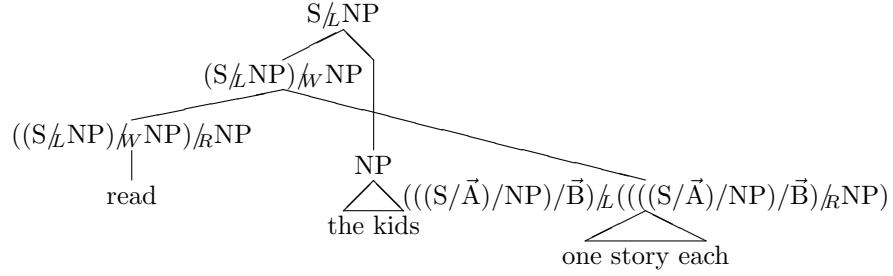 S/LNP
(S/LNP)/WNP
((S/LNP)/WNP)/RNP
NP
read
(((S/A⃗)/NP)/B⃗)/L((((S/A⃗)/NP)/B⃗)/RNP)
the kids
one story each